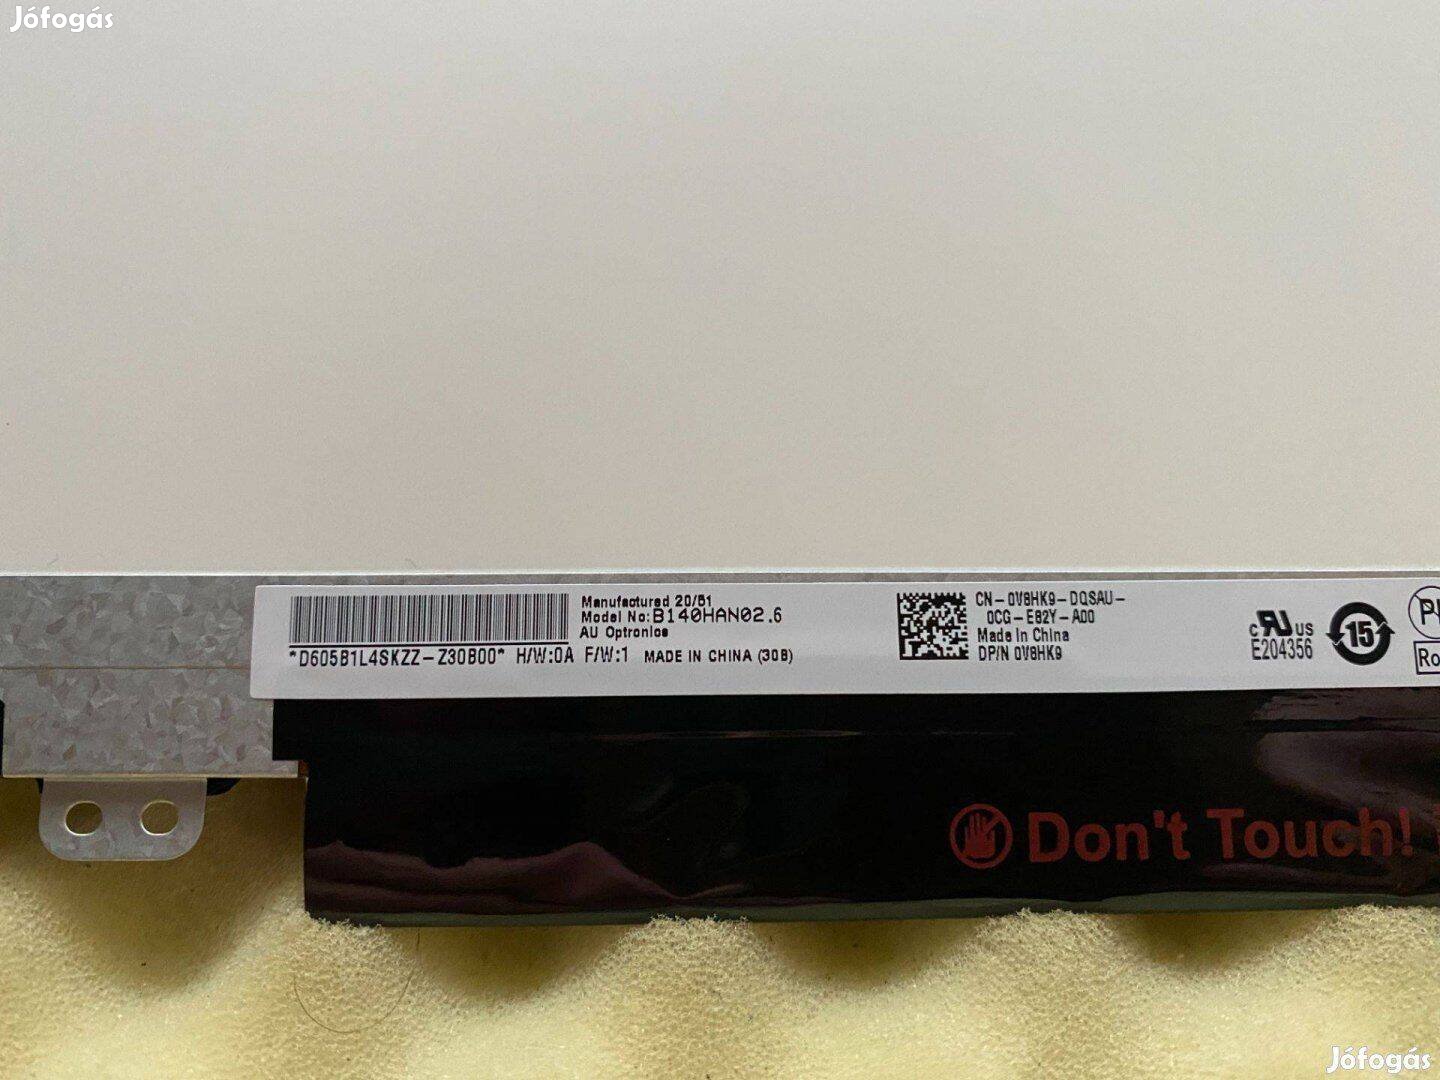 Jófogás
Manufactured 20/51
Model No:B140HAN02.6
AU Optronics
*D605B1L4SKZZ-Z30B00* H/W:0A F/W:1 MADE IN CHINA (30B)
CN-0V8HK9-DQSAU-
0CG-E82Y-A00
Made In China
DP/N 0V8HK9
c RU US
E204356
15
Don't Touch!
Jófogás